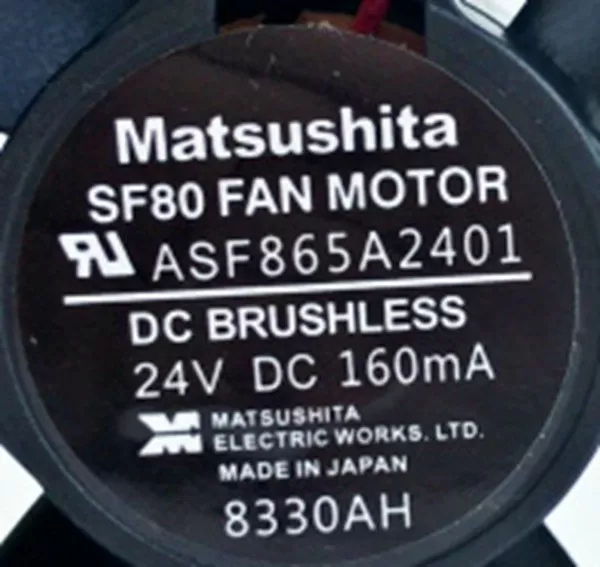 Matsushita
SF80 FAN MOTOR
ASF865A2401
DC BRUSHLESS
24V DC 160mA
MATSUSHITA
ELECTRIC WORKS. LTD.
MADE IN JAPAN
8330AH